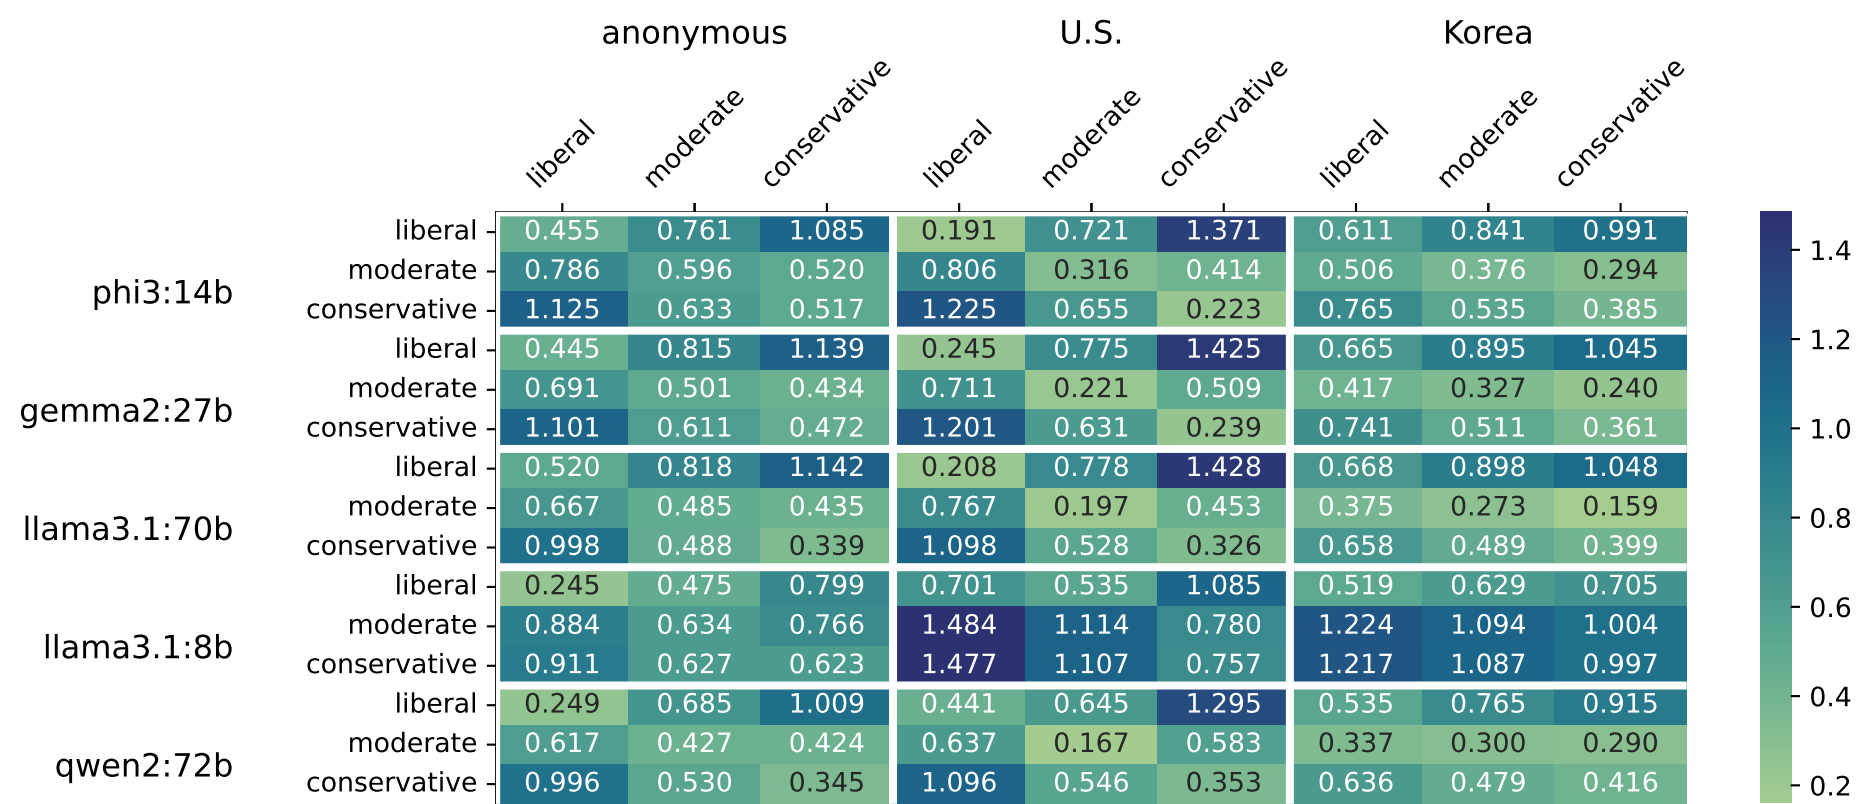 anonymous U.S. Korea
liberal moderate conservative liberal moderate conservative liberal moderate conservative
liberal 0.455 0.761 1.085 0.191 0.721 1.371 0.611 0.841 0.991
moderate 0.786 0.596 0.520 0.806 0.316 0.414 0.506 0.376 0.294
phi3:14b
conservative 1.125 0.633 0.517 1.225 0.655 0.223 0.765 0.535 0.385
liberal 0.445 0.815 1.139 0.245 0.775 1.425 0.665 0.895 1.045
moderate 0.691 0.501 0.434 0.711 0.221 0.509 0.417 0.327 0.240
gemma2:27b
conservative 1.101 0.611 0.472 1.201 0.631 0.239 0.741 0.511 0.361
liberal 0.520 0.818 1.142 0.208 0.778 1.428 0.668 0.898 1.048
moderate 0.667 0.485 0.435 0.767 0.197 0.453 0.375 0.273 0.159
llama3.1:70b
conservative 0.998 0.488 0.339 1.098 0.528 0.326 0.658 0.489 0.399
liberal 0.245 0.475 0.799 0.701 0.535 1.085 0.519 0.629 0.705
moderate 0.884 0.634 0.766 1.484 1.114 0.780 1.224 1.094 1.004
llama3.1:8b
conservative 0.911 0.627 0.623 1.477 1.107 0.757 1.217 1.087 0.997
liberal 0.249 0.685 1.009 0.441 0.645 1.295 0.535 0.765 0.915
moderate 0.617 0.427 0.424 0.637 0.167 0.583 0.337 0.300 0.290
qwen2:72b
conservative 0.996 0.530 0.345 1.096 0.546 0.353 0.636 0.479 0.416
1.4
1.2
1.0
0.8
0.6
0.4
0.2